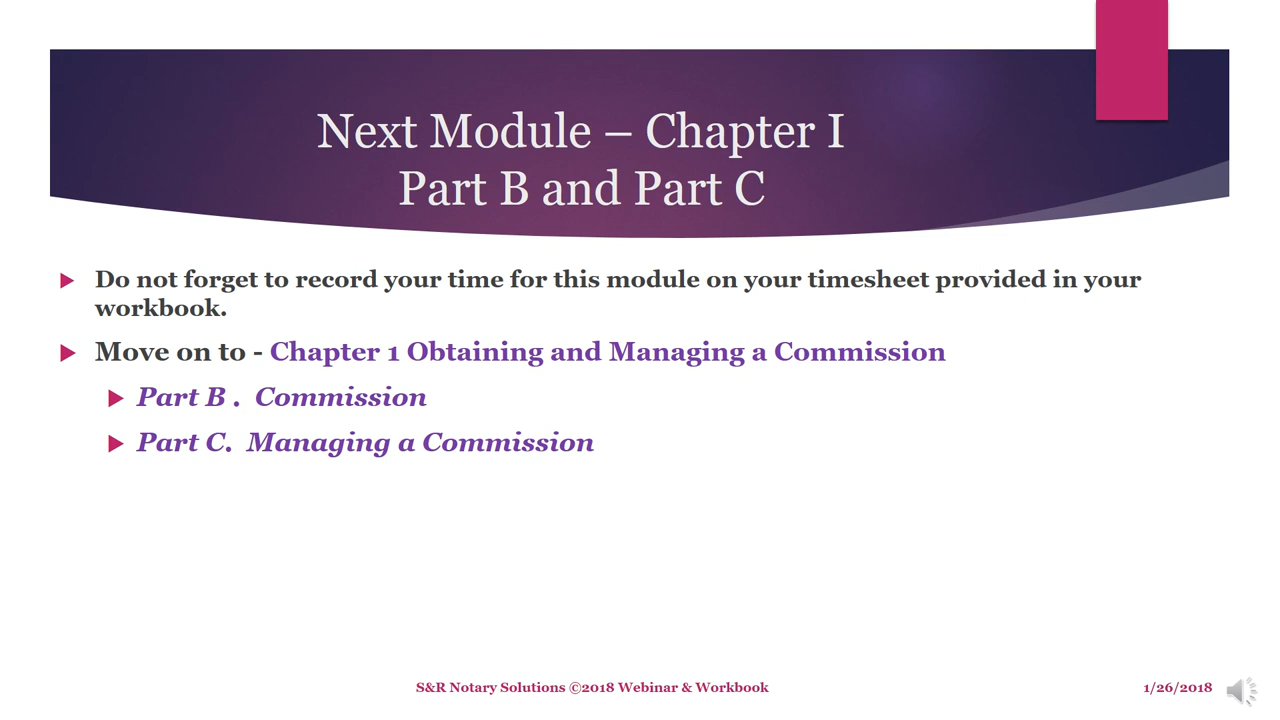 Next Module – Chapter I
Part B and Part C
Do not forget to record your time for this module on your timesheet provided in your
workbook.
Move on to - Chapter 1 Obtaining and Managing a Commission
Part B . Commission
Part C. Managing a Commission
S&R Notary Solutions ©2018 Webinar & Workbook
1/26/2018